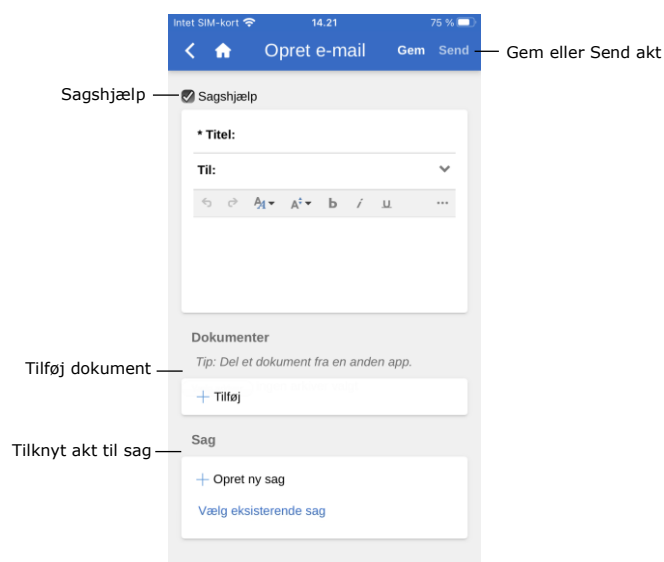 Intet SIM-kort 14.21 75 %
Opret e-mail Gem Send
Gem eller Send akt
Sagshjælp
Sagshjælp
* Titel:
Til:
AA A b i u ...
Dokumenter
Tip: Del et dokument fra en anden app.
Tilføj dokument
+ Tilføj
Sag
Tilknyt akt til sag
+ Opret ny sag
Vælg eksisterende sag